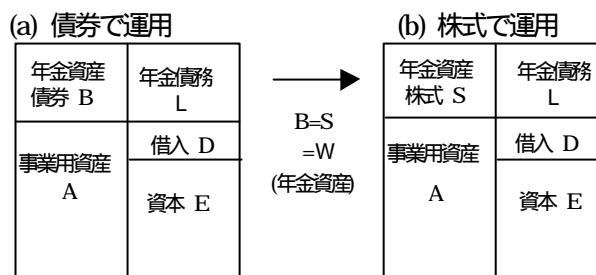 (a) 債券で運用
年金資産
債券 B
年金債務
L
事業用資産
A
借入 D
資本 E
B=S
=W
(年金資産)
(b) 株式で運用
年金資産
株式 S
年金債務
L
事業用資産
A
借入 D
資本 E